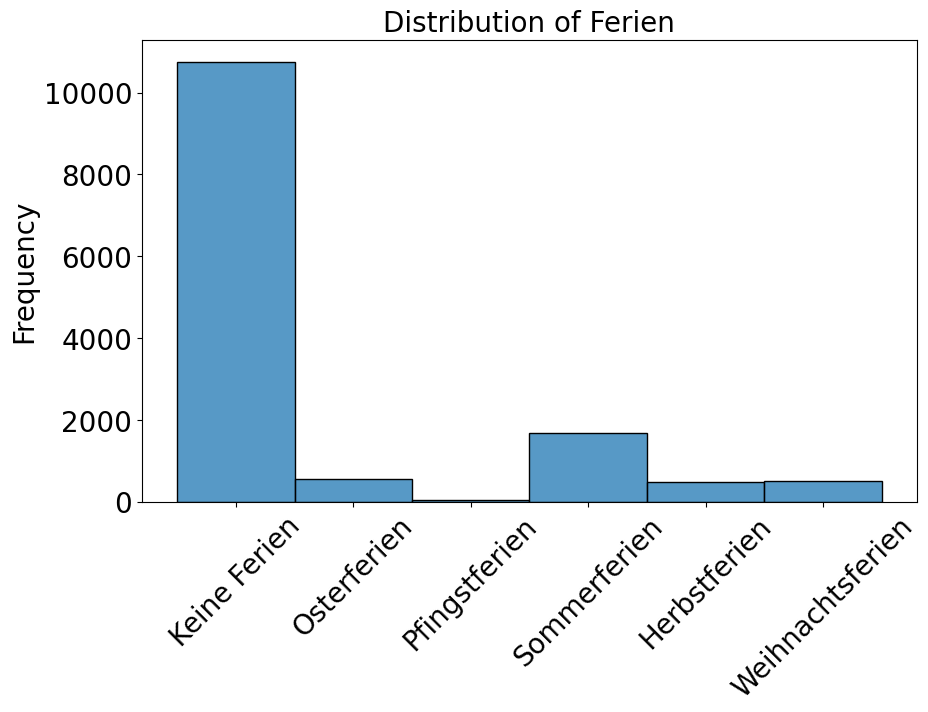 Distribution of Ferien
Frequency
10000
8000
6000
4000
2000
0
Keine Ferien
Osterferien
Pfingstferien
Sommerferien
Herbstferien
Weihnachtsferien